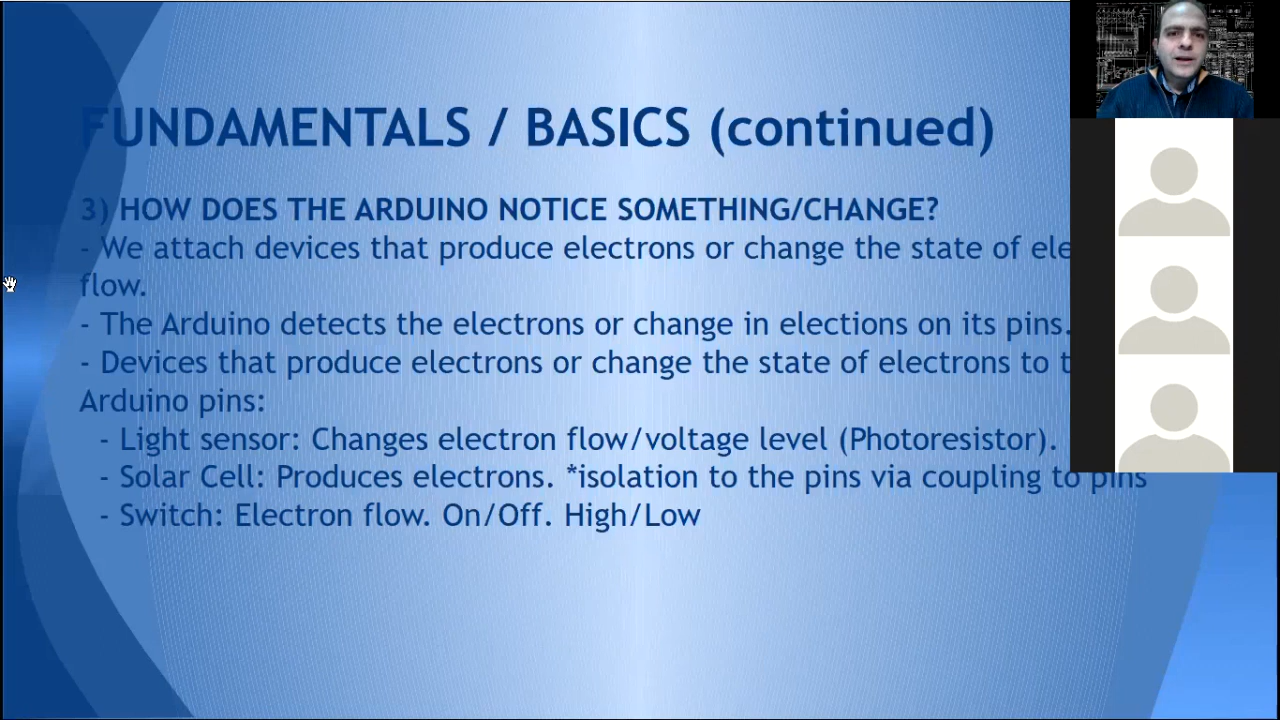 FUNDAMENTALS / BASICS (continued)
3) HOW DOES THE ARDUINO NOTICE SOMETHING/CHANGE?
- We attach devices that produce electrons or change the state of
flow.
- The Arduino detects the electrons or change in elections on its pins.
- Devices that produce electrons or change the state of electrons to
Arduino pins:
- Light sensor: Changes electron flow/voltage level (Photoresistor).
- Solar Cell: Produces electrons. *isolation to the pins via coupling to pins
- Switch: Electron flow. On/Off. High/Low